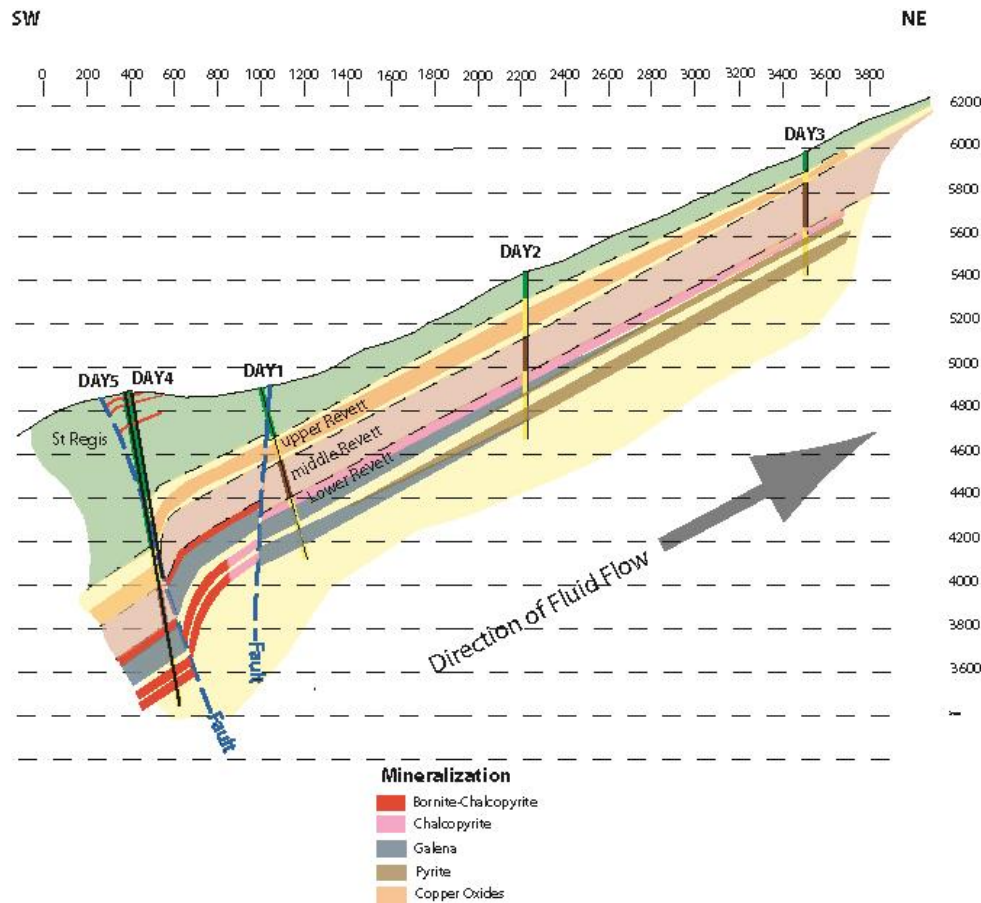 SW
NE
0 200 400 600 800 1000 1200 1400 1600 1800 2000 2200 2400 2600 2800 3000 3200 3400 3600 3800
6200
DAY3
6000
5800
DAY2
5600
5400
5200
DAY5 DAY4
DAY1
5000
4800
St Regis
upper Revett
middle Revett
Lower Revett
4600
4400
4200
4000
Direction of Fluid Flow
3800
Fault
3600
Fault
Mineralization
Bornite-Chalcopyrite
Chalcopyrite
Galena
Pyrite
Copper Oxides